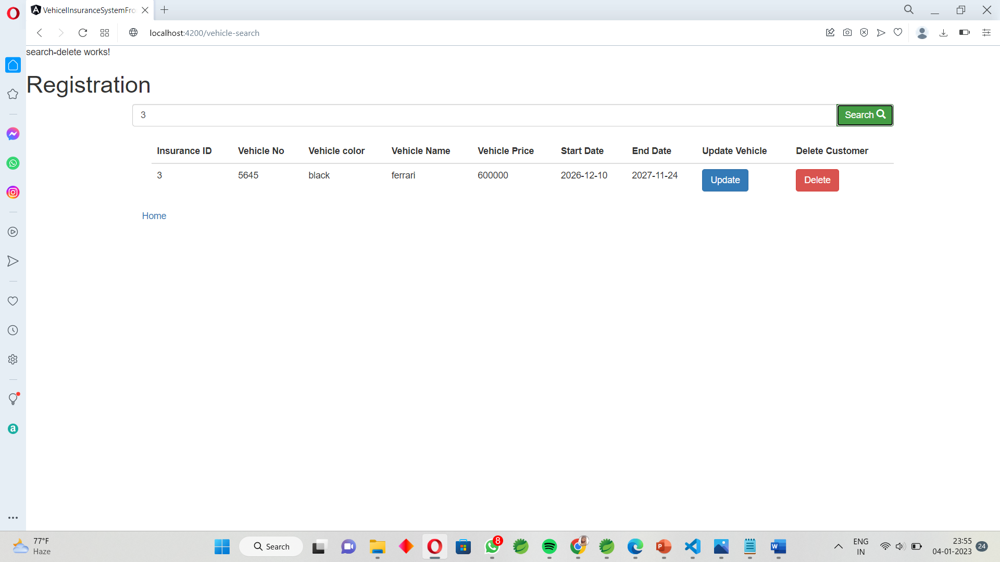 VehicelInsuranceSystemFro
localhost:4200/vehicle-search
search-delete works!
Registration
3
Search
Insurance ID Vehicle No Vehicle color Vehicle Name Vehicle Price Start Date End Date Update Vehicle Delete Customer
3 5645 black ferrari 600000 2026-12-10 2027-11-24 Update Delete
Home
77°F
Haze
Search
8
ENG
IN
23:55
04-01-2023
24